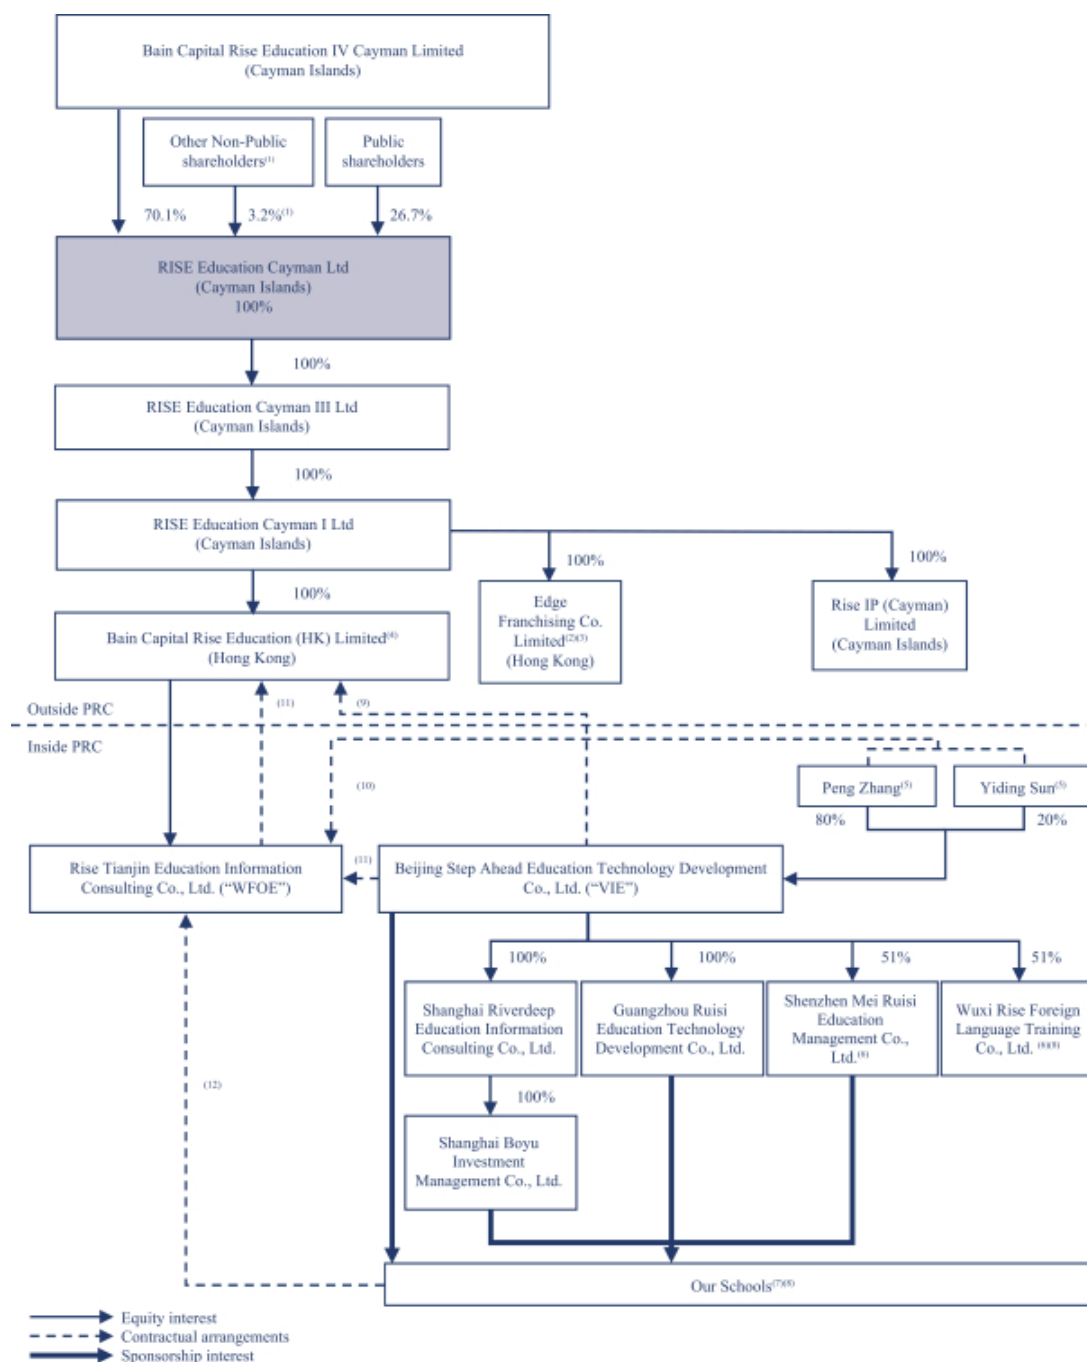 Bain Capital Rise Education IV Cayman Limited
(Cayman Islands)
Other Non-Public
shareholders(1)
Public
shareholders
70.1%
3.2%(1)
26.7%
RISE Education Cayman Ltd
(Cayman Islands)
100%
100%
RISE Education Cayman III Ltd
(Cayman Islands)
100%
RISE Education Cayman I Ltd
(Cayman Islands)
100%
100%
100%
Bain Capital Rise Education (HK) Limited(4)
(Hong Kong)
Edge
Franchising Co.
Limited(2)(3)
(Hong Kong)
Rise IP (Cayman)
Limited
(Cayman Islands)
(11)
(9)
Outside PRC
Inside PRC
(10)
Peng Zhang(5)
Yiding Sun(5)
80%
20%
Rise Tianjin Education Information
Consulting Co., Ltd. (“WFOE”)
(11)
Beijing Step Ahead Education Technology Development
Co., Ltd. (“VIE”)
100%
100%
51%
51%
Shanghai Riverdeep
Education Information
Consulting Co., Ltd.
Guangzhou Ruisi
Education Technology
Development Co., Ltd.
Shenzhen Mei Ruisi
Education
Management Co.,
Ltd.(6)
Wuxi Rise Foreign
Language Training
Co., Ltd.
(12)
100%
Shanghai Boyu
Investment
Management Co., Ltd.
Our Schools(7)(8)
Equity interest
Contractual arrangements
Sponsorship interest